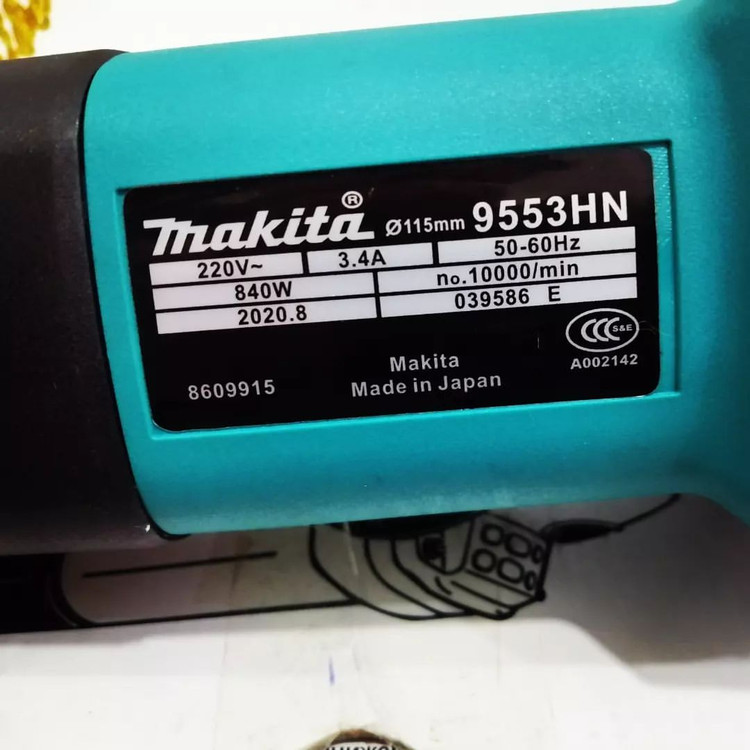 makita® Ø115mm 9553HN
220V~ 3.4A 50-60Hz
840W no.10000/min
2020.8 039586 E
CCC S&E
A002142
Makita
8609915 Made in Japan